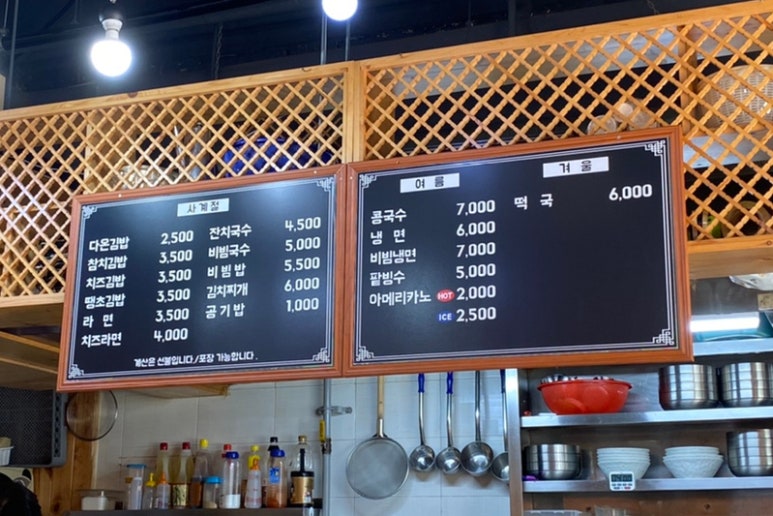 사계절
다온김밥 2,500
참치김밥 3,500
치즈김밥 3,500
땡초김밥 3,500
라 면 3,500
치즈라면 4,000
잔치국수 4,500
비빔국수 5,000
비 빔 밥 5,500
김치찌개 6,000
공 기 밥 1,000
계산은 선불입니다./포장 가능합니다.
여 름
콩국수 7,000
냉 면 6,000
비빔냉면 7,000
팥빙수 5,000
아메리카노 HOT 2,000
ICE 2,500
겨 울
떡 국 6,000